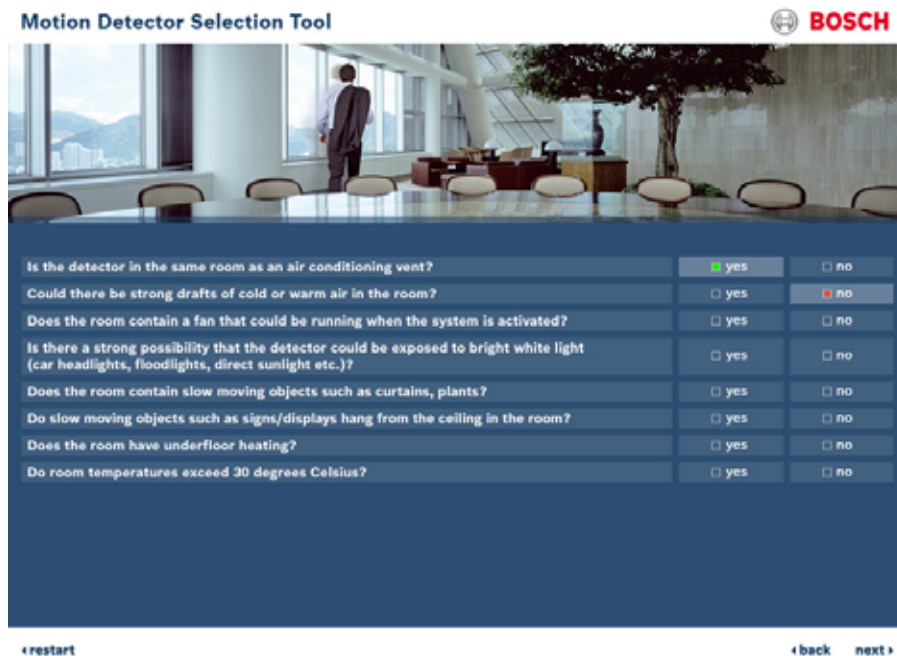 Motion Detector Selection Tool
BOSCH
Is the detector in the same room as an air conditioning vent? yes no
Could there be strong drafts of cold or warm air in the room? yes no
Does the room contain a fan that could be running when the system is activated? yes no
Is there a strong possibility that the detector could be exposed to bright white light
(car headlights, floodlights, direct sunlight etc.)? yes no
Does the room contain slow moving objects such as curtains, plants? yes no
Do slow moving objects such as signs/displays hang from the ceiling in the room? yes no
Does the room have underfloor heating? yes no
Do room temperatures exceed 30 degrees Celsius? yes no
restart back next